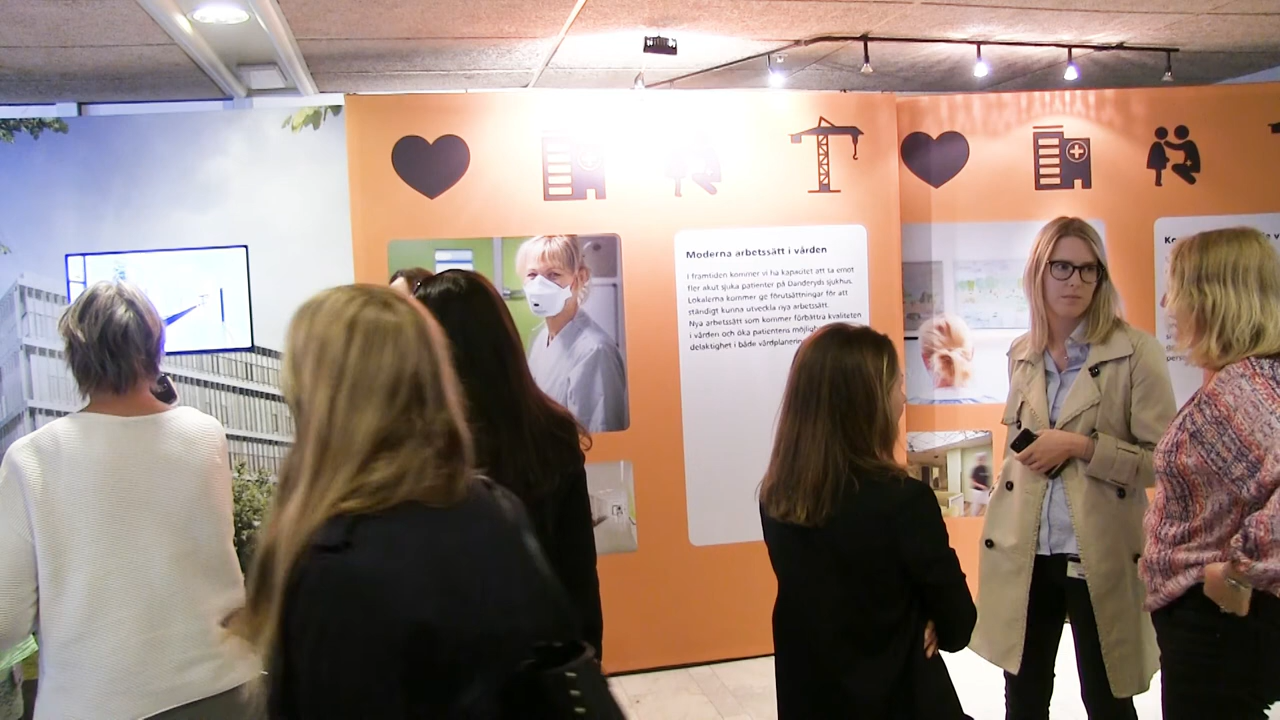 Moderna arbetssätt i vården
I framtiden kommer vi ha kapacitet att ta emot
fler akut sjuka patienter på Danderyds sjukhus.
Lokalerna kommer ge förutsättningar för att
ständigt kunna utveckla nya arbetssätt.
Nya arbetssätt som kommer förbättra kvaliteten
i vården och öka patientens
delaktighet i både